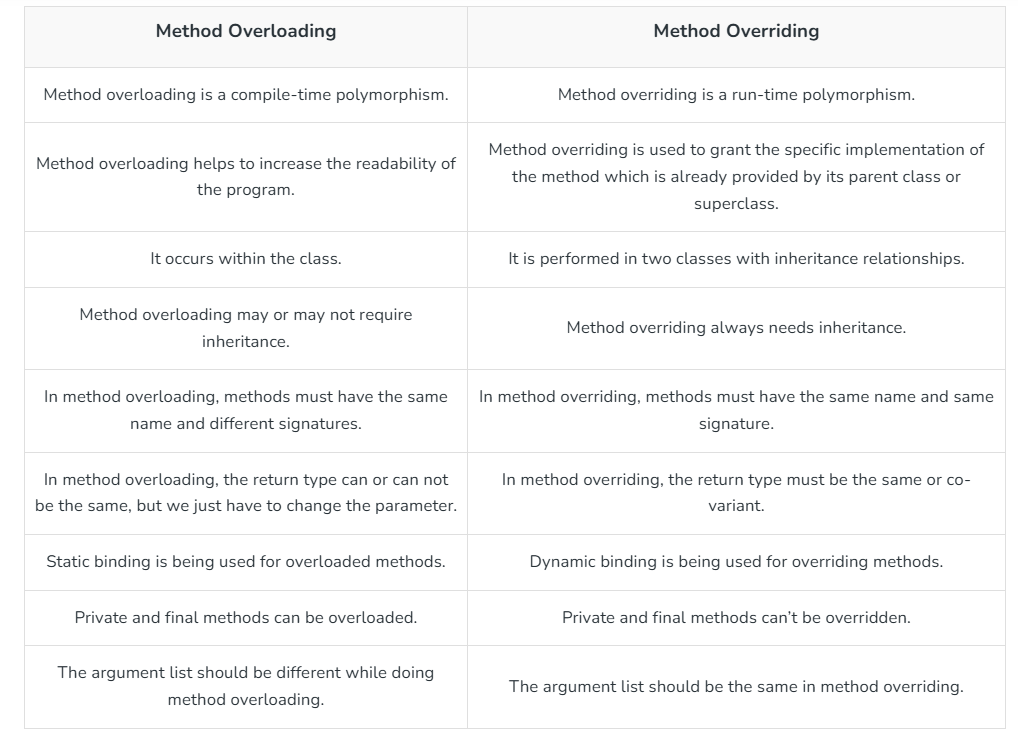 Method Overloading
Method Overriding
Method overloading is a compile-time polymorphism.
Method overriding is a run-time polymorphism.
Method overloading helps to increase the readability of
the program.
Method overriding is used to grant the specific implementation of
the method which is already provided by its parent class or
superclass.
It occurs within the class.
It is performed in two classes with inheritance relationships.
Method overloading may or may not require
inheritance.
Method overriding always needs inheritance.
In method overloading, methods must have the same
name and different signatures.
In method overriding, methods must have the same name and same
signature.
In method overloading, the return type can or can not
be the same, but we just have to change the parameter.
In method overriding, the return type must be the same or co-
variant.
Static binding is being used for overloaded methods.
Dynamic binding is being used for overriding methods.
Private and final methods can be overloaded.
Private and final methods can’t be overridden.
The argument list should be different while doing
method overloading.
The argument list should be the same in method overriding.